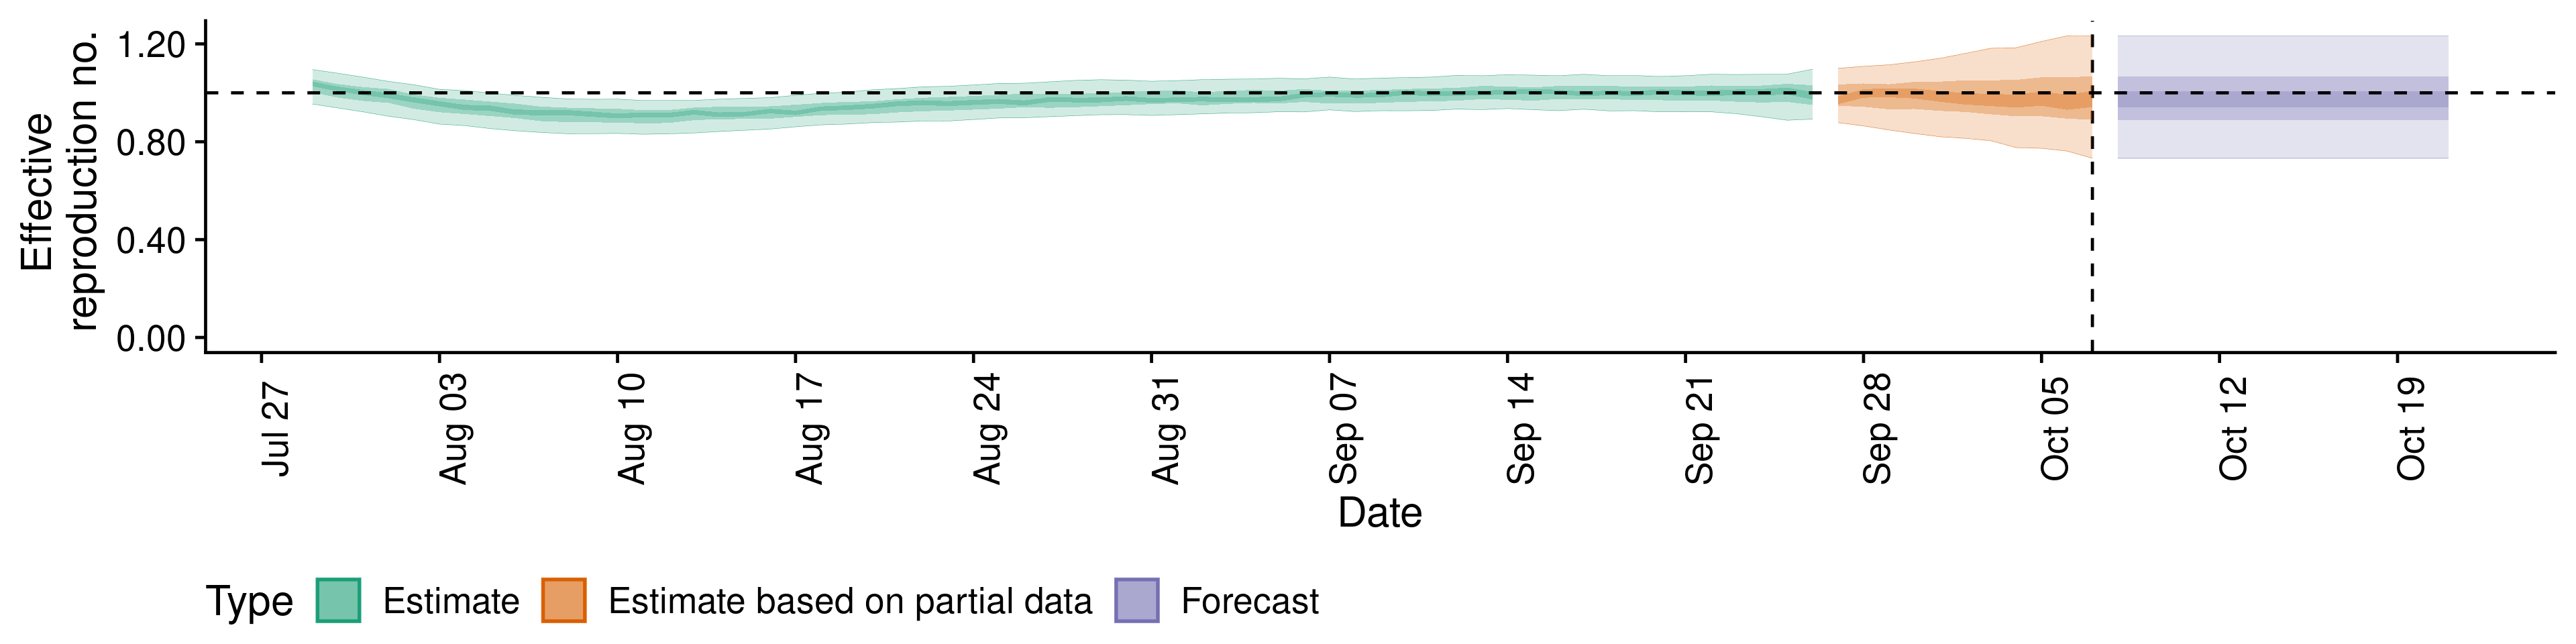 Effective
reproduction no.
1.20
0.80
0.40
0.00
Jul 27
Aug 03
Aug 10
Aug 17
Aug 24
Aug 31
Sep 07
Sep 14
Sep 21
Sep 28
Oct 05
Oct 12
Oct 19
Date
Type Estimate Estimate based on partial data Forecast